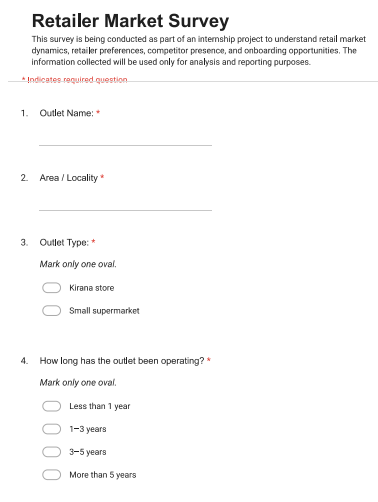 Retailer Market Survey
This survey is being conducted as part of an internship project to understand retail market
dynamics, retailer preferences, competitor presence, and onboarding opportunities. The
information collected will be used only for analysis and reporting purposes.
* Indicates required question
1. Outlet Name: *
2. Area / Locality *
3. Outlet Type: *
Mark only one oval.
Kirana store
Small supermarket
4. How long has the outlet been operating? *
Mark only one oval.
Less than 1 year
1–3 years
3–5 years
More than 5 years